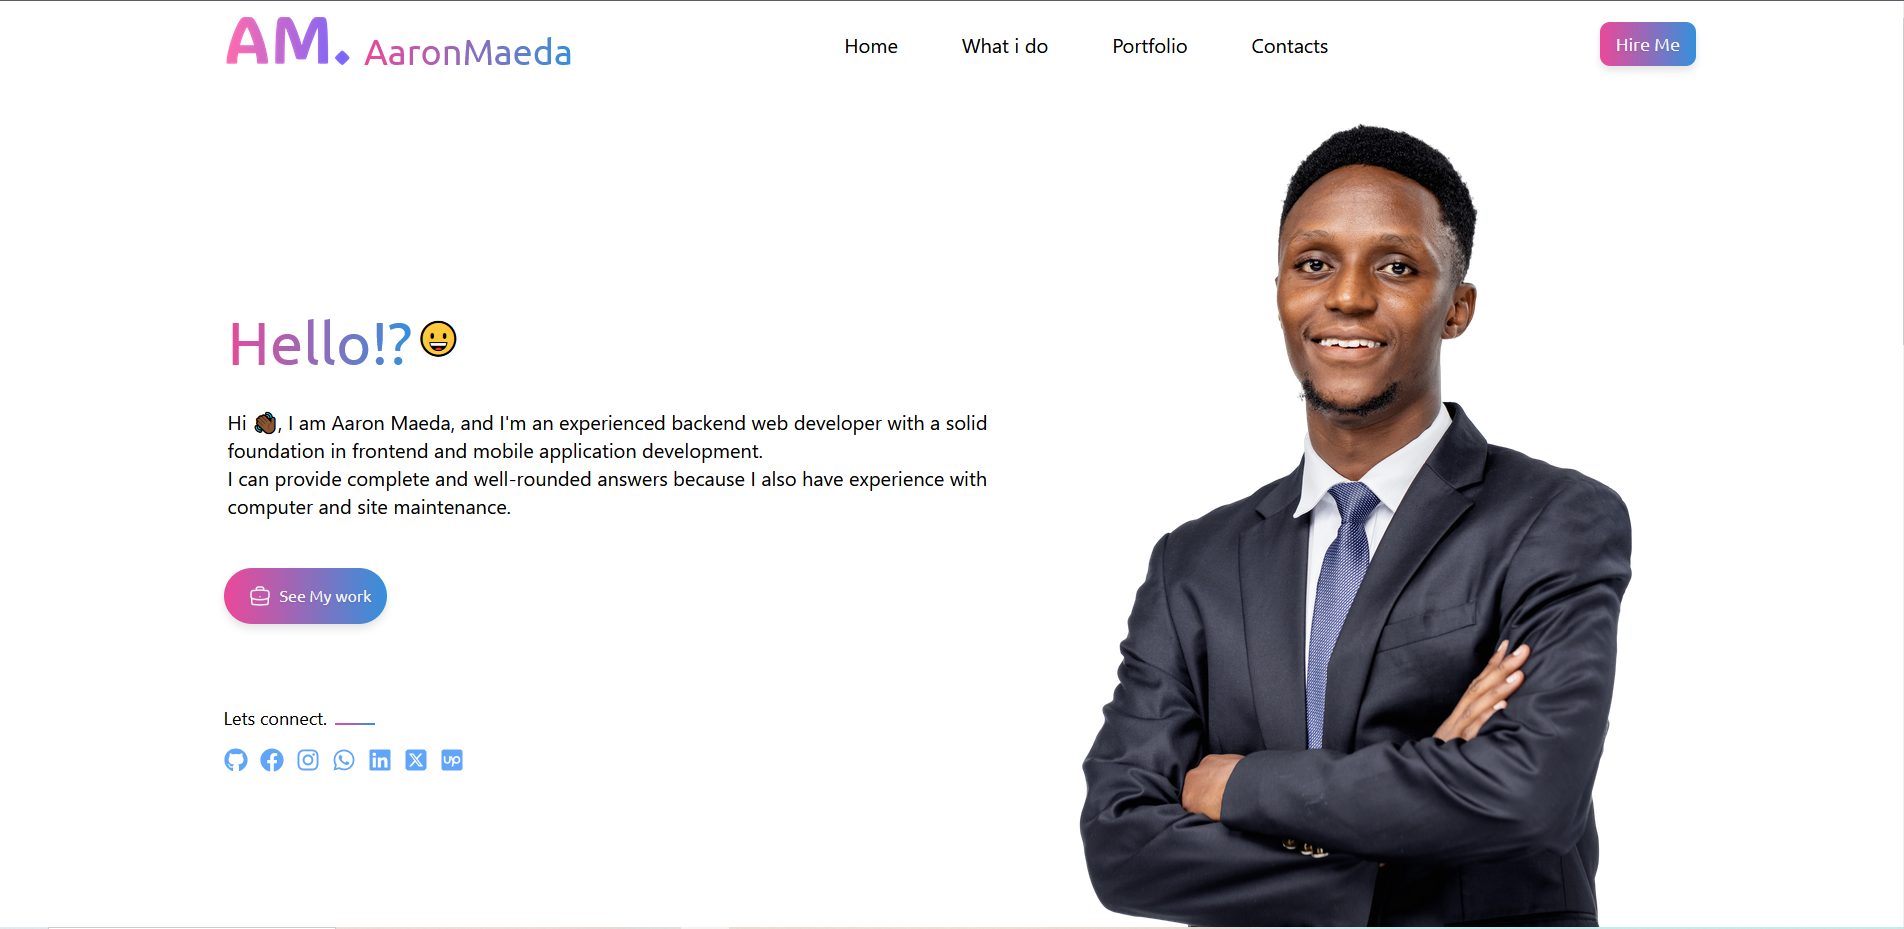 AM. AaronMaeda
Home
What i do
Portfolio
Contacts
Hire Me
Hello!?😀
Hi 👋🏾, I am Aaron Maeda, and I'm an experienced backend web developer with a solid
foundation in frontend and mobile application development.
I can provide complete and well-rounded answers because I also have experience with
computer and site maintenance.
See My work
Lets connect.
in
X
up